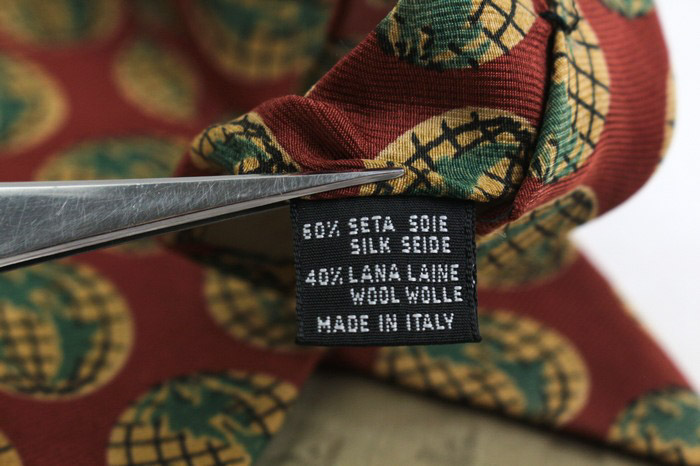 60% SETA SOIE
SILK SEIDE
40% LANA LAINE
WOOL WOLLE
MADE IN ITALY